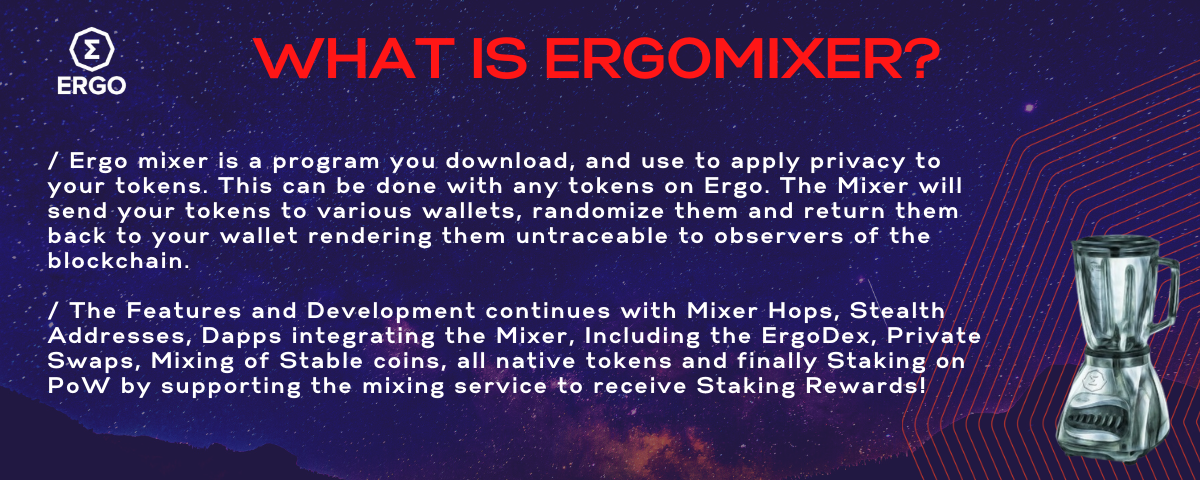 Σ
ERGO
WHAT IS ERGOMIXER?
/ Ergo mixer is a program you download, and use to apply privacy to
your tokens. This can be done with any tokens on Ergo. The Mixer will
send your tokens to various wallets, randomize them and return them
back to your wallet rendering them untraceable to observers of the
blockchain.
/ The Features and Development continues with Mixer Hops, Stealth
Addresses, Dapps integrating the Mixer, Including the ErgoDex, Private
Swaps, Mixing of Stable coins, all native tokens and finally Staking on
PoW by supporting the mixing service to receive Staking Rewards!
Σ